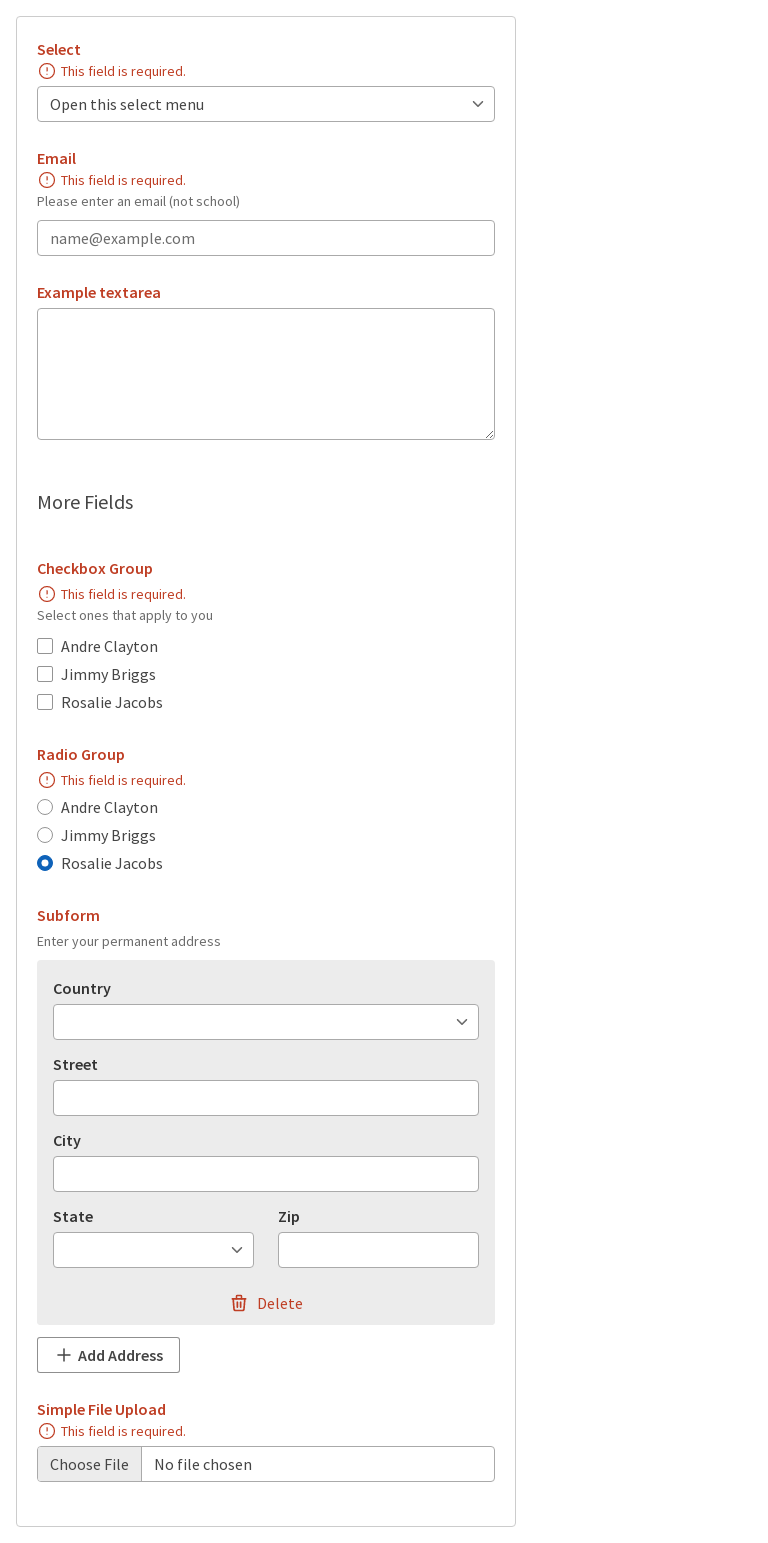 Select
This field is required.
Open this select menu
Email
This field is required.
Please enter an email (not school)
name@example.com
Example textarea
More Fields
Checkbox Group
This field is required.
Select ones that apply to you
Andre Clayton
Jimmy Briggs
Rosalie Jacobs
Radio Group
This field is required.
Andre Clayton
Jimmy Briggs
Rosalie Jacobs
Subform
Enter your permanent address
Country
Street
City
State Zip
Delete
Add Address
Simple File Upload
This field is required.
Choose File No file chosen